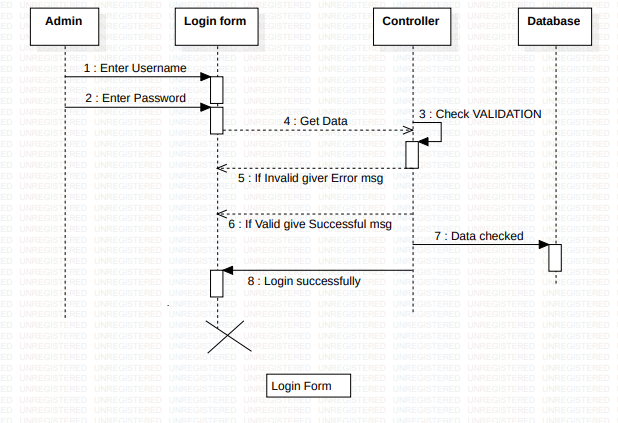 Admin
Login form
Controller
Database
1 : Enter Username
2 : Enter Password
3 : Check VALIDATION
4 : Get Data
5 : If Invalid giver Error msg
6 : If Valid give Successful msg
7 : Data checked
8 : Login successfully
Login Form
UNREGISTERED